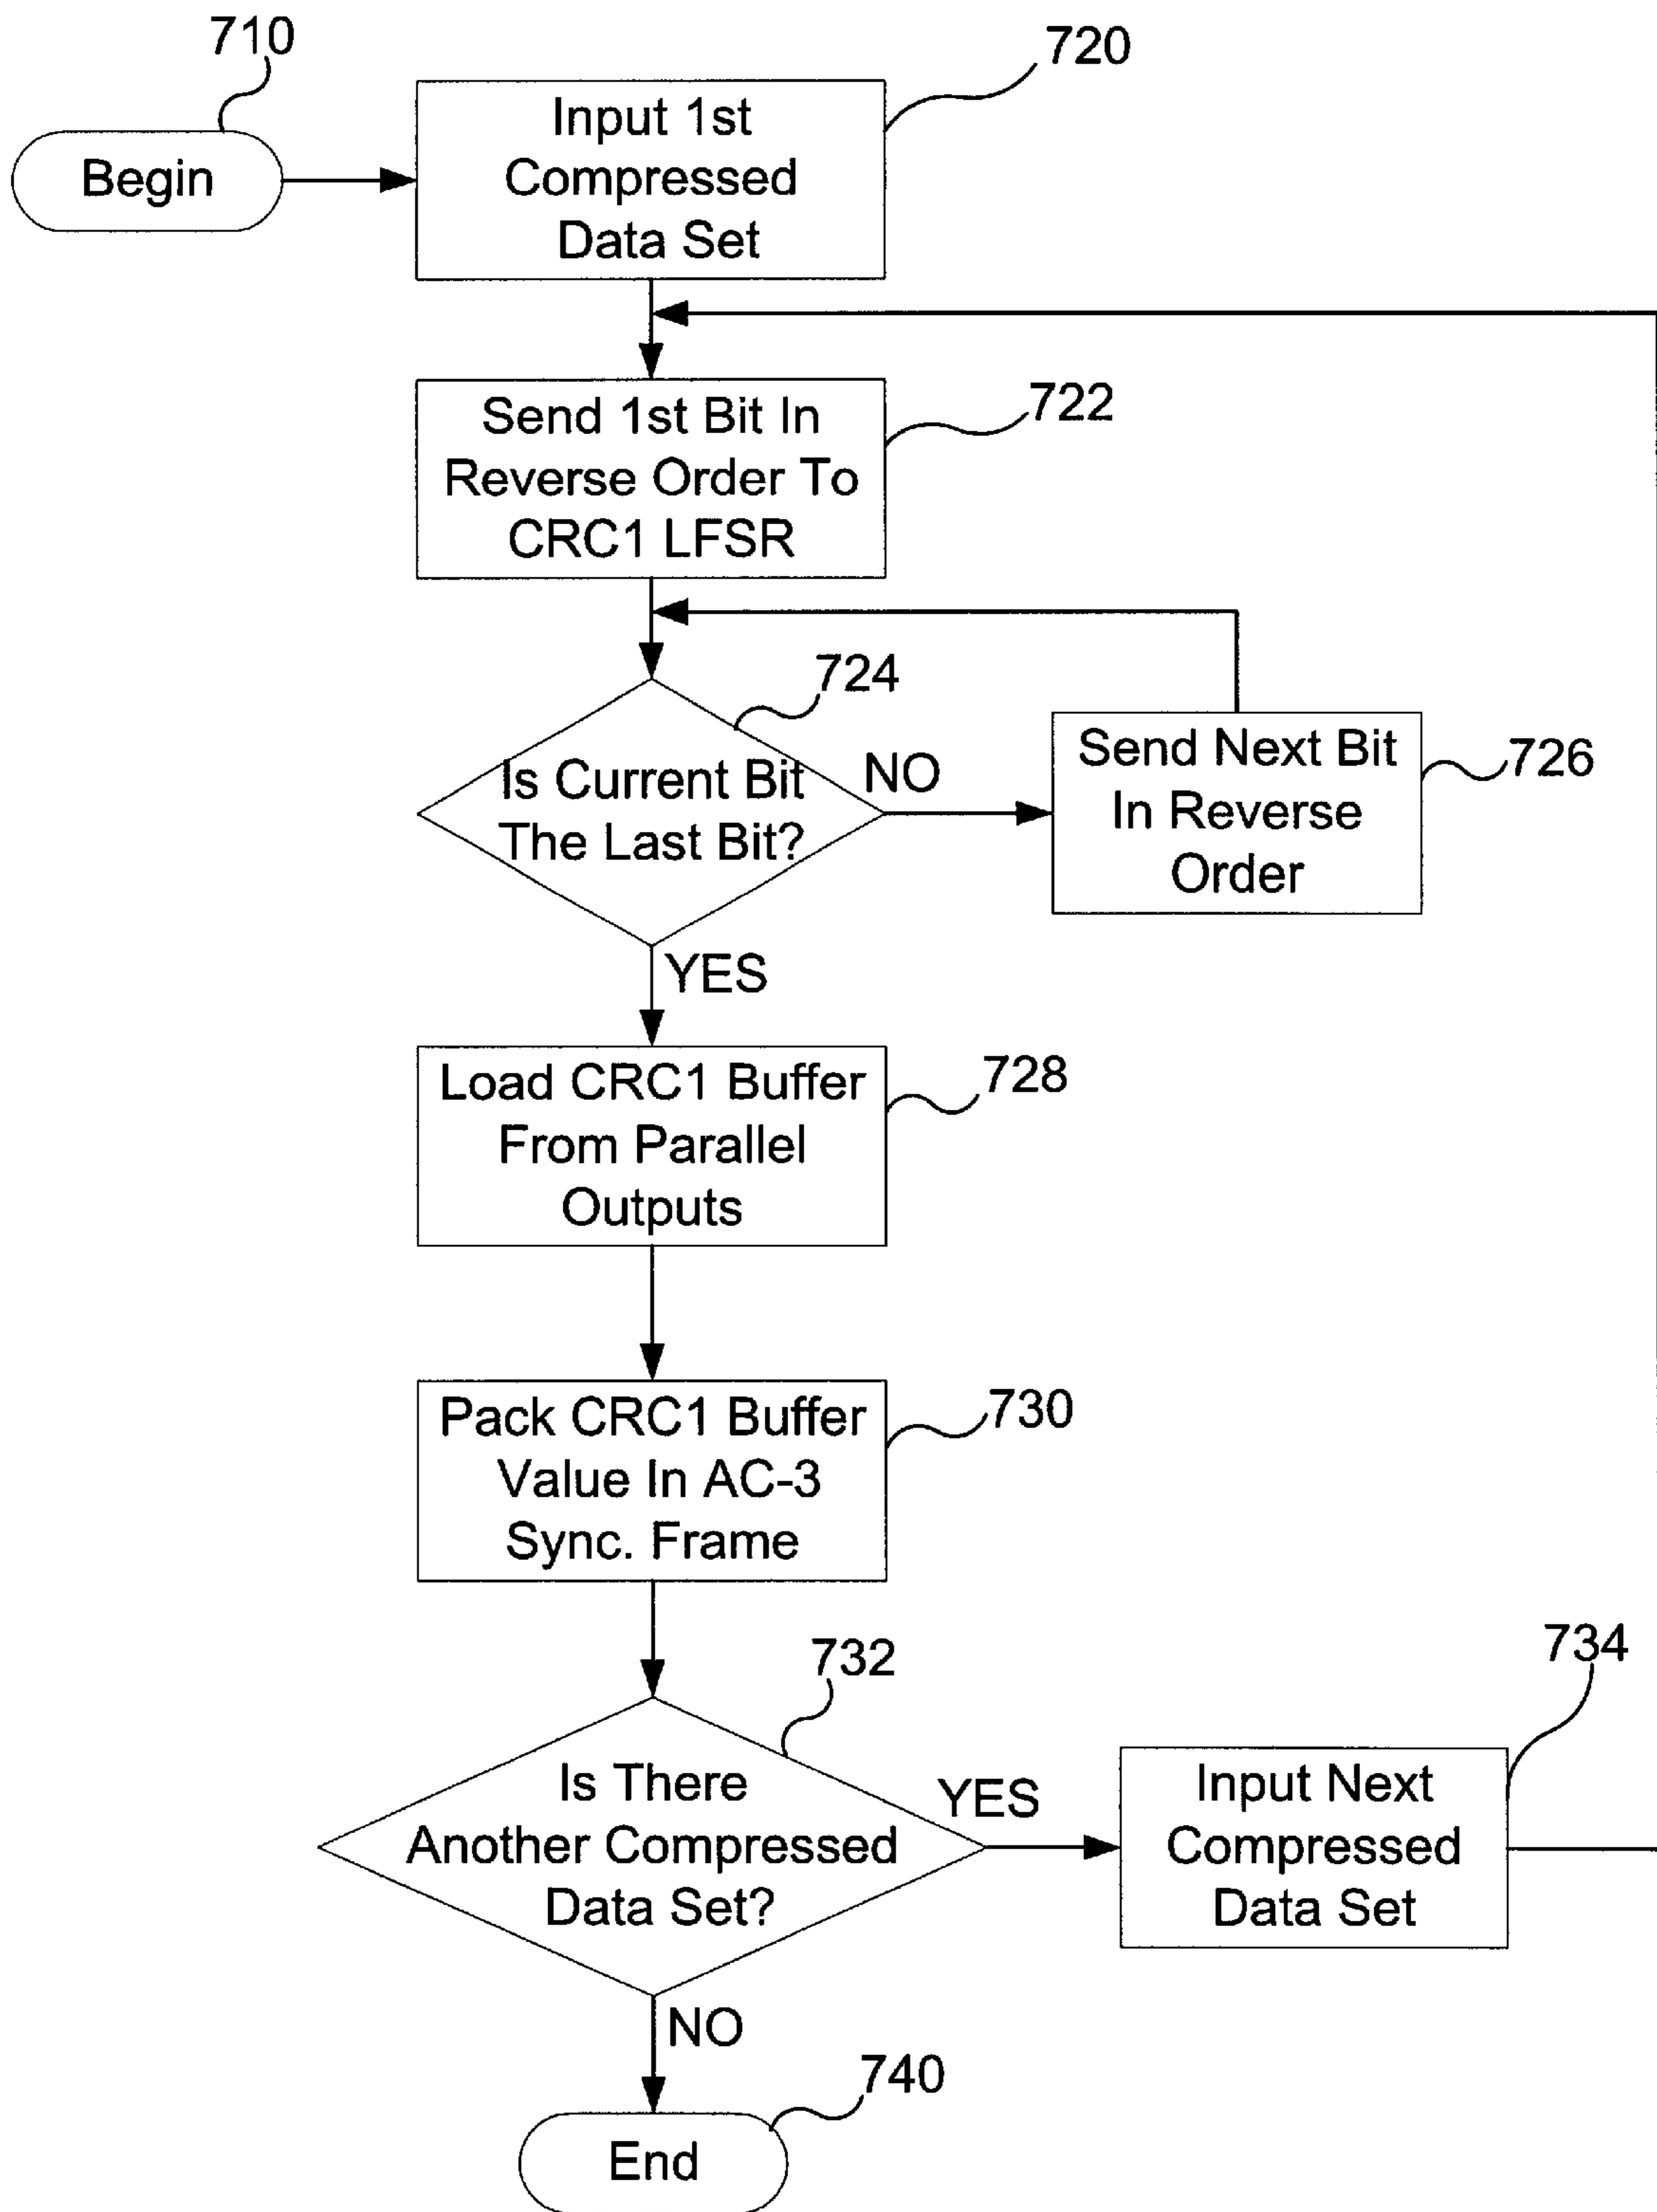 710
Begin
720
Input 1st
Compressed
Data Set
722
Send 1st Bit In
Reverse Order To
CRC1 LFSR
724
Is Current Bit
The Last Bit?
NO
726
Send Next Bit
In Reverse
Order
YES
728
Load CRC1 Buffer
From Parallel
Outputs
730
Pack CRC1 Buffer
Value In AC-3
Sync. Frame
732
Is There
Another Compressed
Data Set?
YES
734
Input Next
Compressed
Data Set
NO
740
End